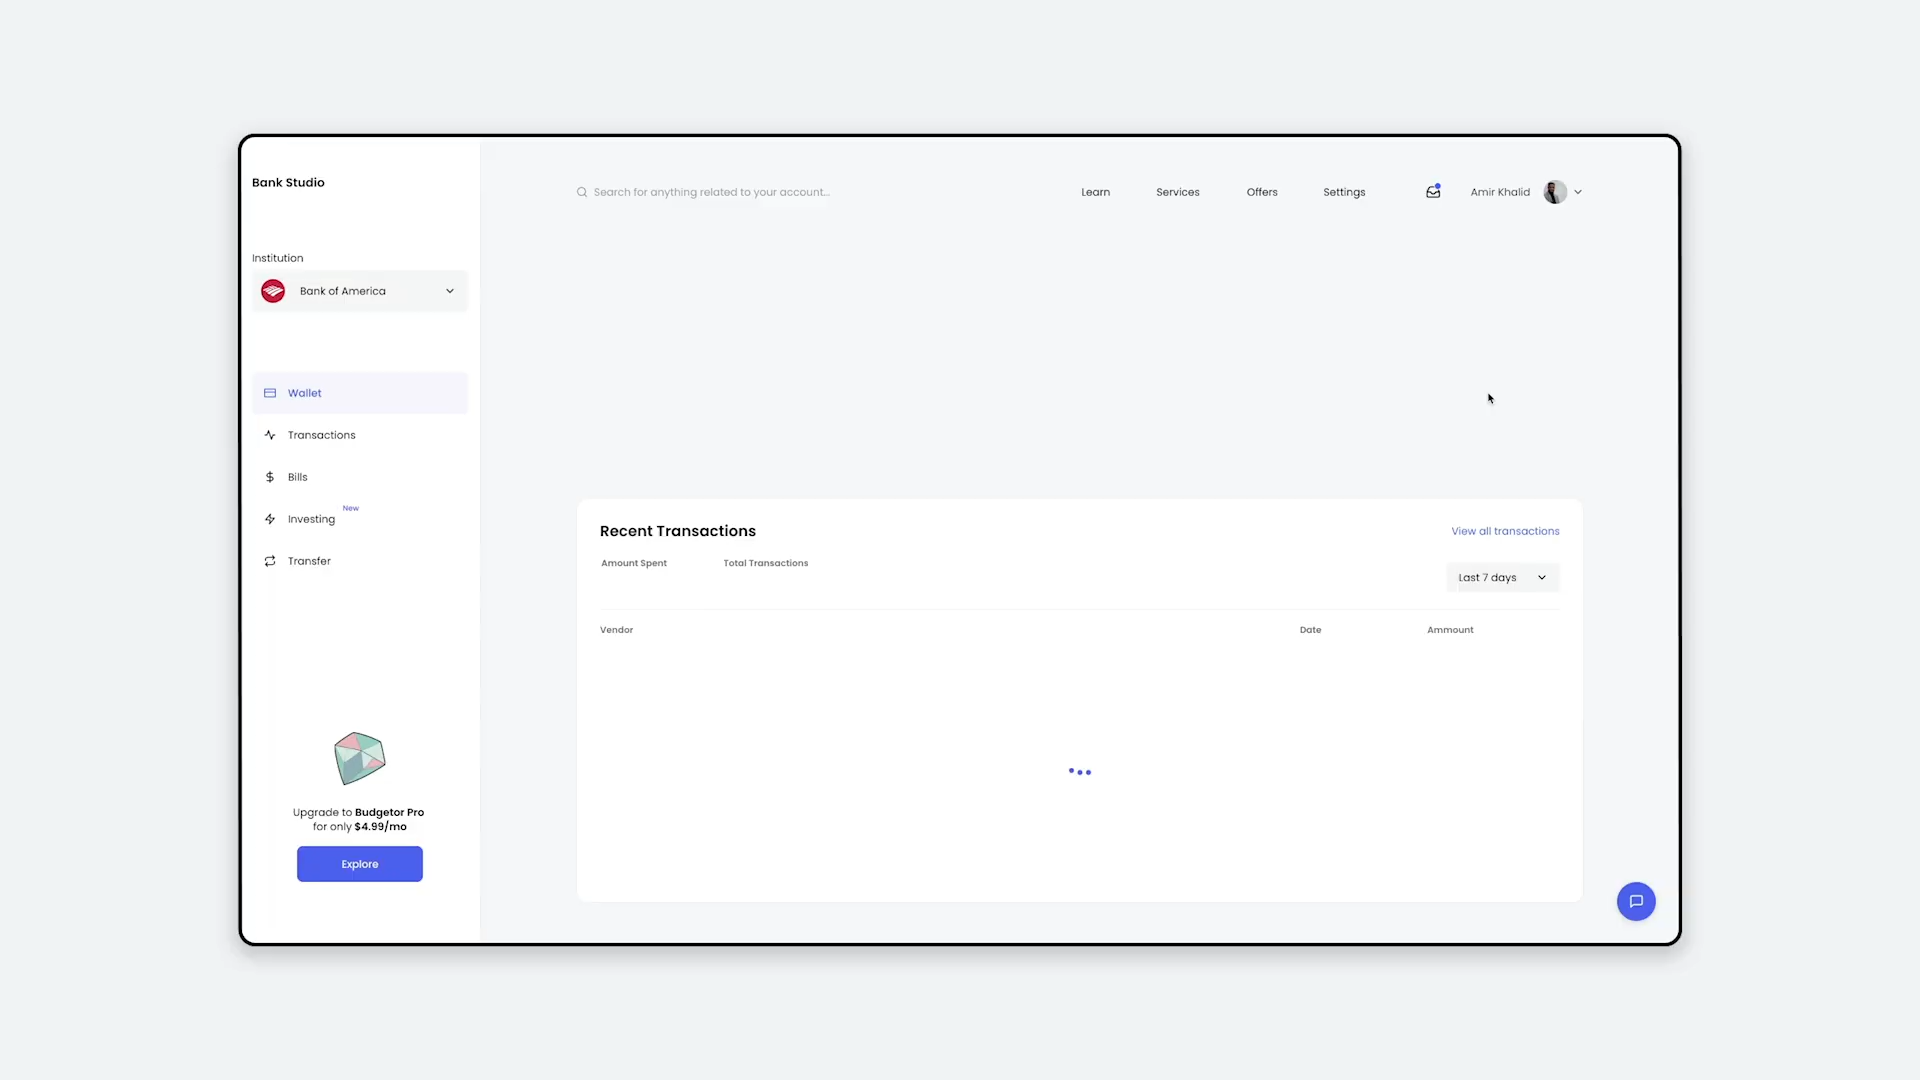 Bank Studio
Search for anything related to your account...
Learn
Services
Offers
Settings
Amir Khalid
Institution
Bank of America
Wallet
Transactions
Bills
Investing
New
Transfer
Upgrade to Budgetor Pro
for only $4.99/mo
Explore
Recent Transactions
View all transactions
Amount Spent
Total Transactions
Last 7 days
Vendor
Date
Ammount